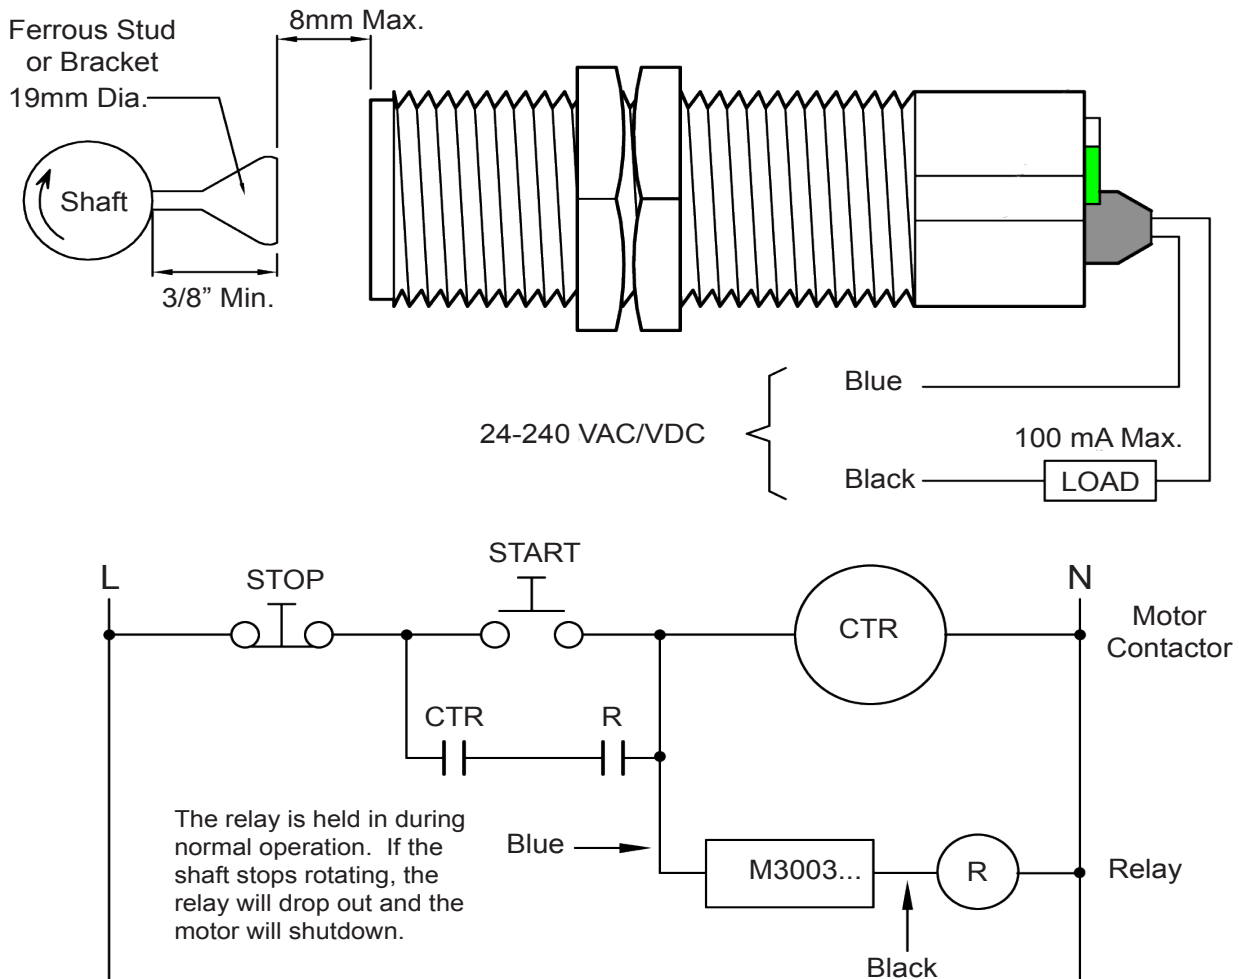 8mm Max.
Ferrous Stud
or Bracket
19mm Dia.
Shaft
3/8” Min.
Blue
24-240 VAC/VDC
100 mA Max.
Black
LOAD
L
STOP
START
N
CTR
Motor
Contactor
CTR
R
The relay is held in during
normal operation. If the
shaft stops rotating, the
relay will drop out and the
motor will shutdown.
Blue
M3003...
R
Relay
Black